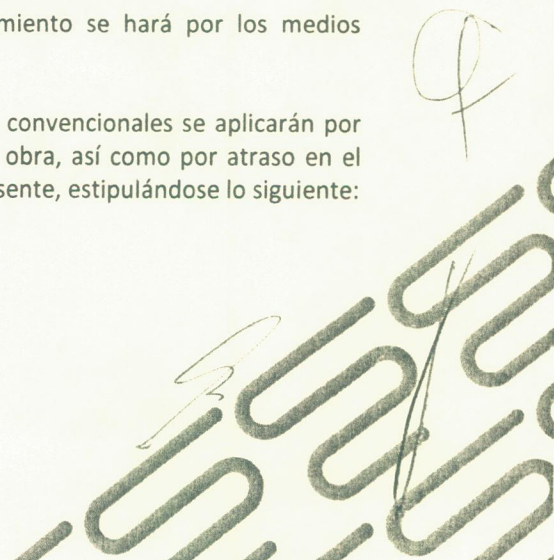 miento se hará por los medios
convencionales se aplicarán por
obra, así como por atraso en el
sente, estipulándose lo siguiente: